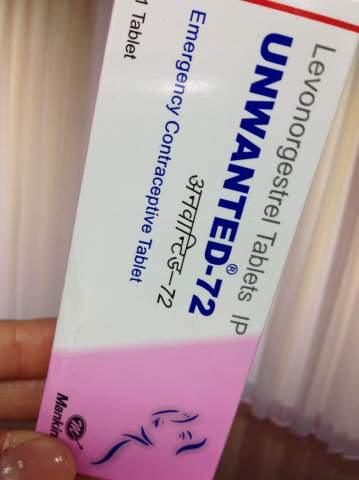 Levonorgestrel Tablets IP
UNWANTED®-72
अनवान्टिड-72
Emergency Contraceptive Tablet
1 Tablet